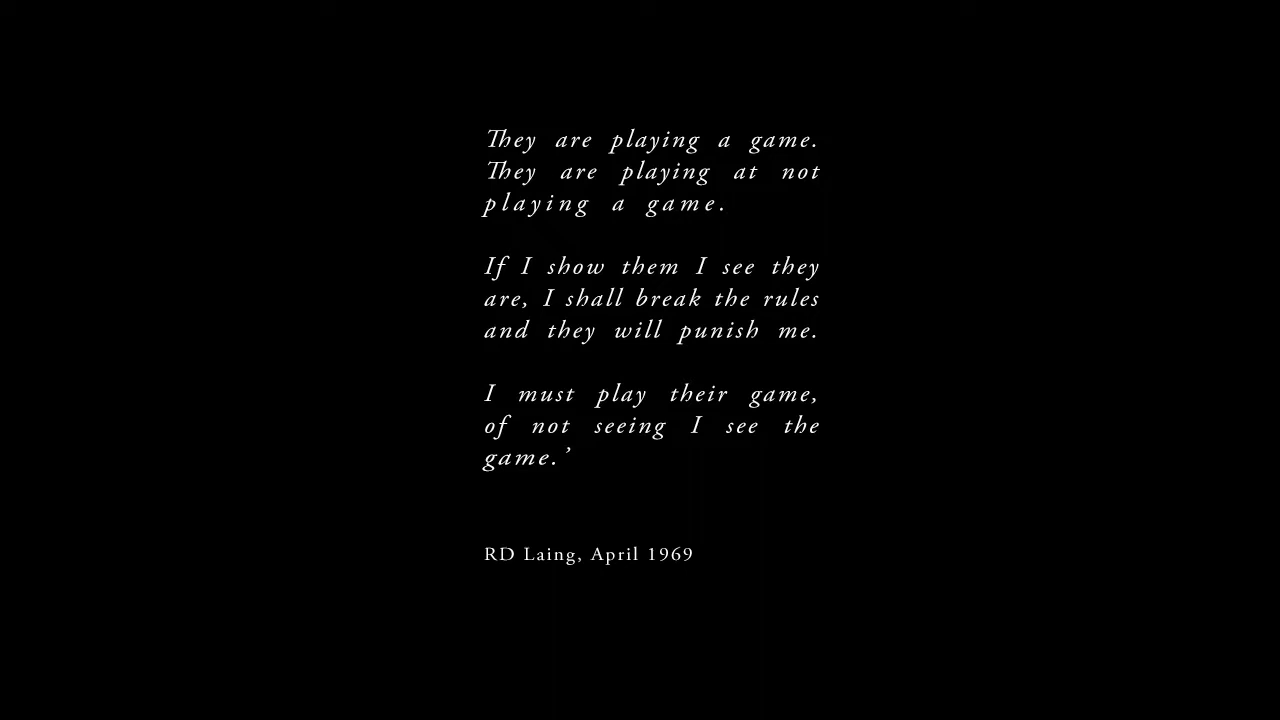 They are playing a game.
They are playing at not
playing a game.
If I show them I see they
are, I shall break the rules
and they will punish me.
I must play their game,
of not seeing I see the
game.’
RD Laing, April 1969